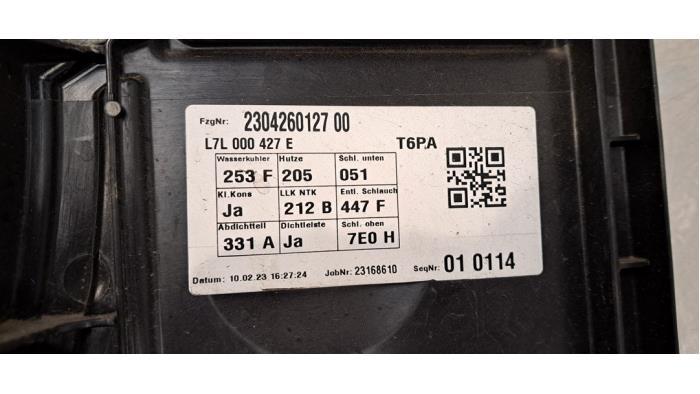 FzgNr: 2304260127 00
L7L 000 427 E T6PA
Wasserkuhler Hutze Schl. unten
253 F 205 051
Kl.Kons LLK NTK Entl. Schlauch
Ja 212 B 447 F
Abdichtteil Dichtleiste Schl. oben
331 A Ja 7E0 H
Datum: 10.02.23 16:27:24 JobNr: 23168610 SeqNr: 01 0114